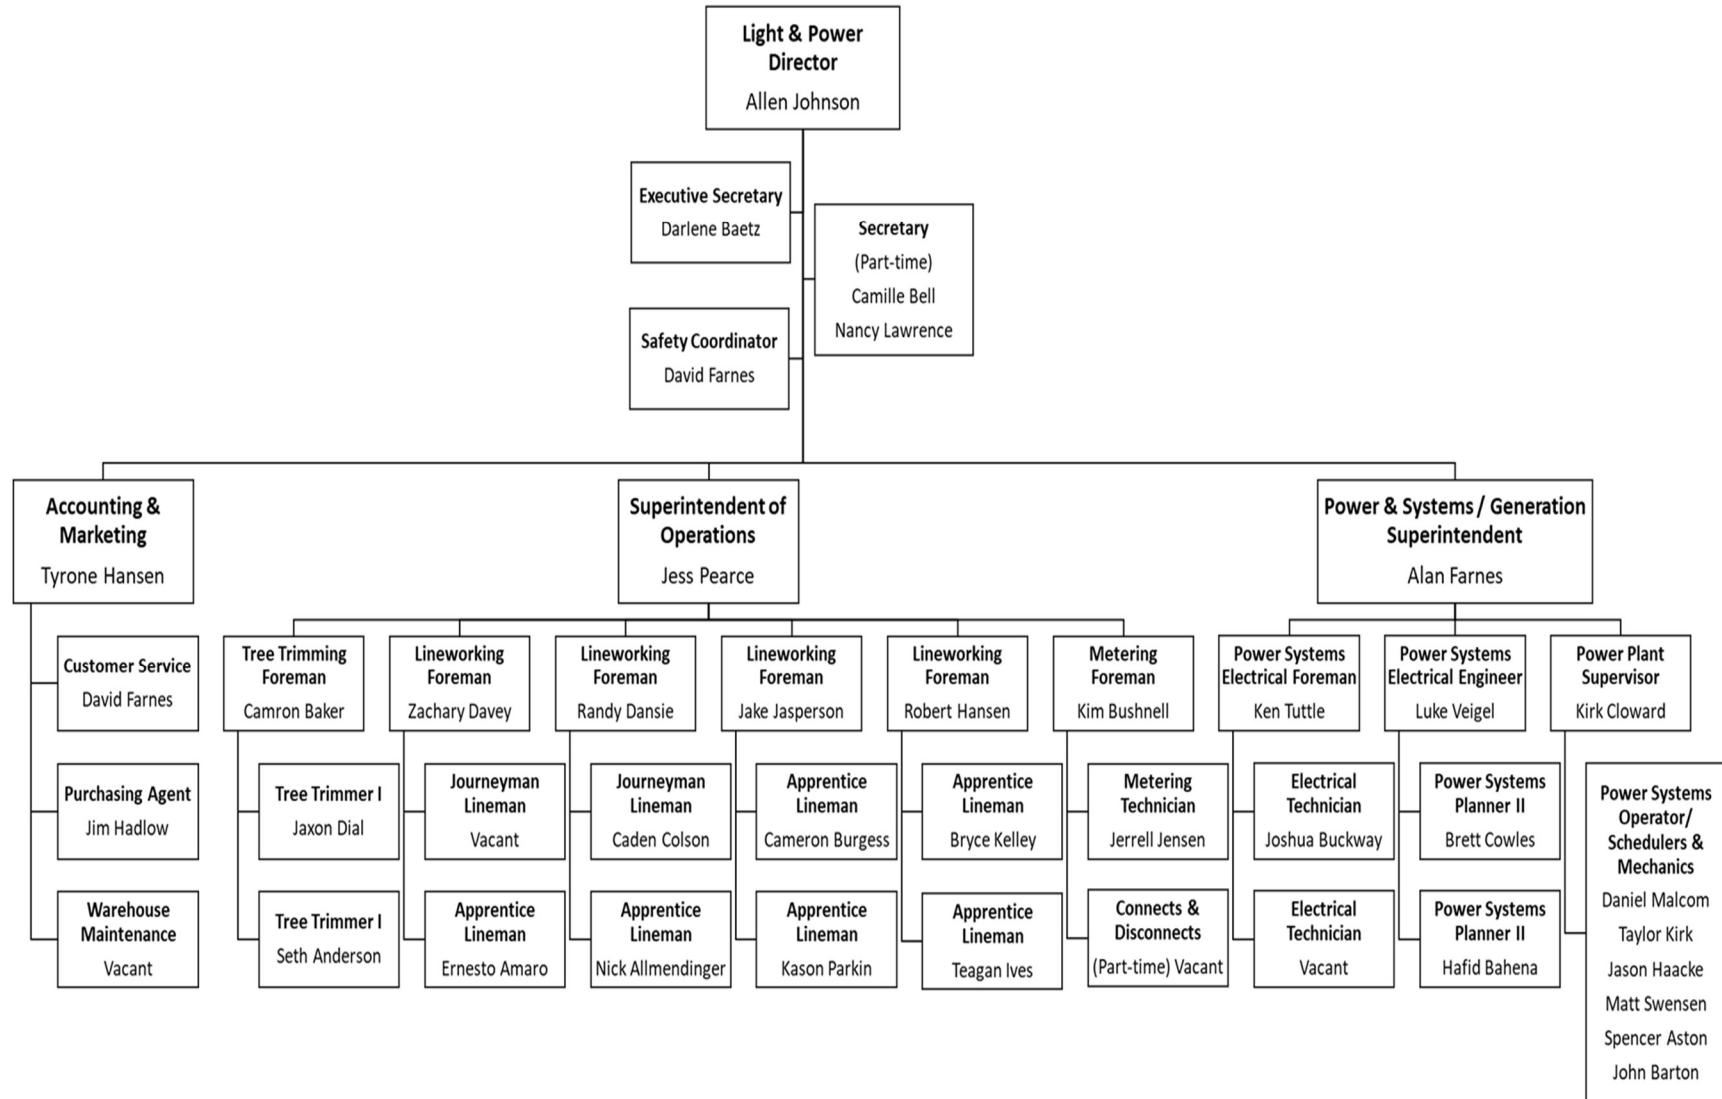 Light & Power
Director
Allen Johnson
Executive Secretary
Darlene Baetz
Secretary
(Part-time)
Camille Bell
Nancy Lawrence
Safety Coordinator
David Farnes
Accounting &
Marketing
Tyrone Hansen
Superintendent of
Operations
Jess Pearce
Power & Systems / Generation
Superintendent
Alan Farnes
Customer Service
David Farnes
Purchasing Agent
Jim Hadlow
Warehouse
Maintenance
Vacant
Tree Trimming
Foreman
Camron Baker
Tree Trimmer I
Jaxon Dial
Tree Trimmer I
Seth Anderson
Lineworking
Foreman
Zachary Davey
Journeyman
Lineman
Vacant
Apprentice
Lineman
Ernesto Amaro
Lineworking
Foreman
Randy Dansie
Journeyman
Lineman
Caden Colson
Apprentice
Lineman
Nick Allmendinger
Lineworking
Foreman
Jake Jasperson
Apprentice
Lineman
Cameron Burgess
Apprentice
Lineman
Kason Parkin
Lineworking
Foreman
Robert Hansen
Apprentice
Lineman
Bryce Kelley
Apprentice
Lineman
Teagan Ives
Metering
Foreman
Kim Bushnell
Metering
Technician
Jerrell Jensen
Connects &
Disconnects
(Part-time) Vacant
Power Systems
Electrical Foreman
Ken Tuttle
Electrical
Technician
Joshua Buckway
Electrical
Technician
Vacant
Power Systems
Electrical Engineer
Luke Veigel
Power Systems
Planner II
Brett Cowles
Power Systems
Planner II
Hafid Bahena
Power Plant
Supervisor
Kirk Cloward
Power Systems
Operator/
Schedulers &
Mechanics
Daniel Malcom
Taylor Kirk
Jason Haacke
Matt Swensen
Spencer Aston
John Barton